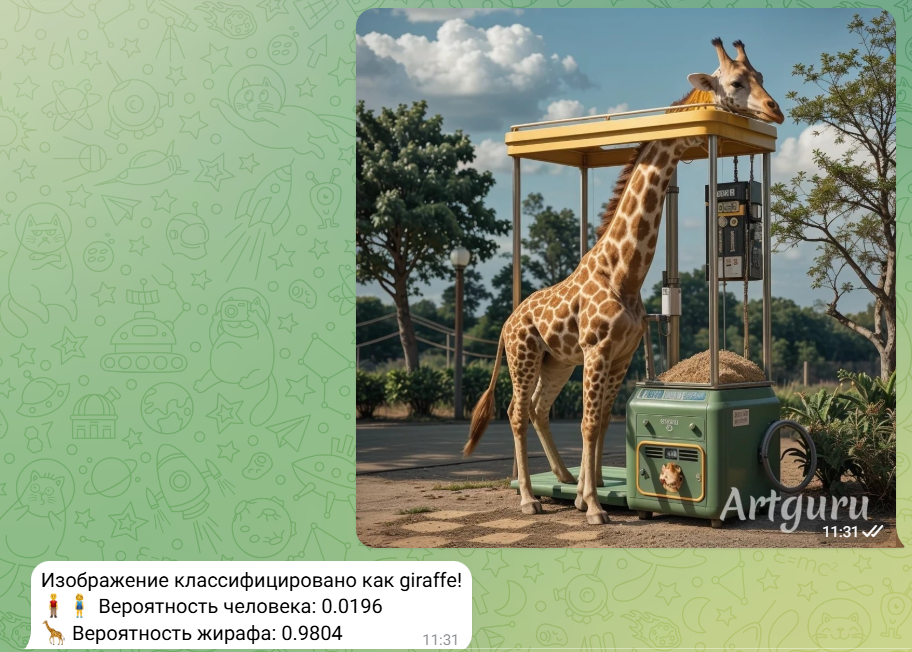 Artguru
11:31
Изображение классифицировано как giraffe!
Вероятность человека: 0.0196
Вероятность жирафа: 0.9804
11:31